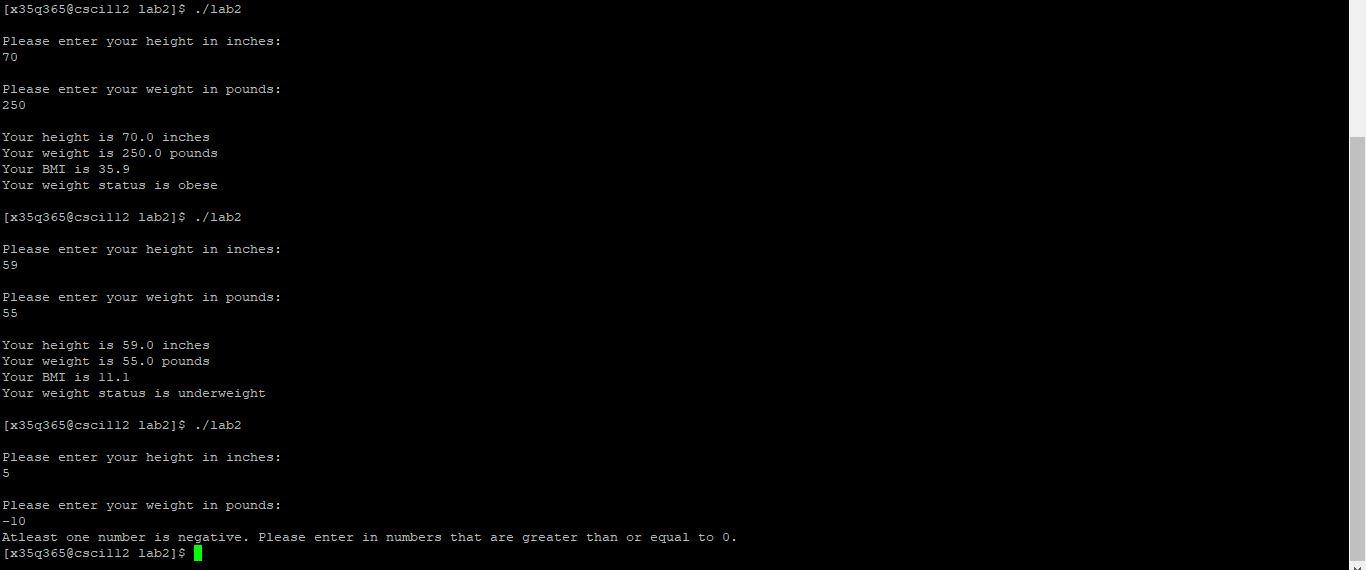 [x35q365@csci112 lab2]$ ./lab2
Please enter your height in inches:
70
Please enter your weight in pounds:
250
Your height is 70.0 inches
Your weight is 250.0 pounds
Your BMI is 35.9
Your weight status is obese
[x35q365@csci112 lab2]$ ./lab2
Please enter your height in inches:
59
Please enter your weight in pounds:
55
Your height is 59.0 inches
Your weight is 55.0 pounds
Your BMI is 11.1
Your weight status is underweight
[x35q365@csci112 lab2]$ ./lab2
Please enter your height in inches:
5
Please enter your weight in pounds:
-10
Atleast one number is negative. Please enter in numbers that are greater than or equal to 0.
[x35q365@csci112 lab2]$